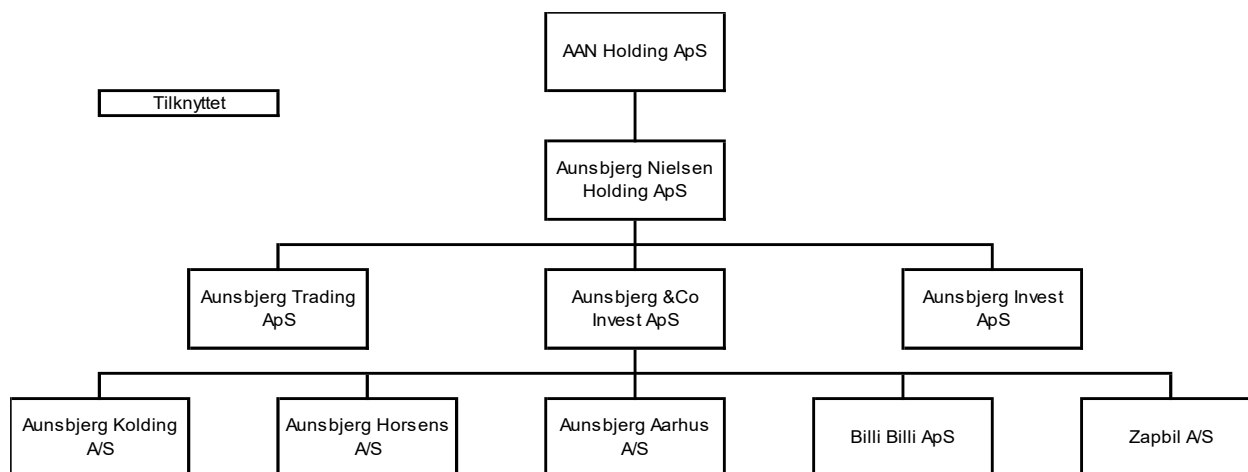 AAN Holding ApS
Tilknyttet
Aunsbjerg Nielsen
Holding ApS
Aunsbjerg Trading
ApS
Aunsbjerg &Co
Invest ApS
Aunsbjerg Invest
ApS
Aunsbjerg Kolding
A/S
Aunsbjerg Horsens
A/S
Aunsbjerg Aarhus
A/S
Billi Billi ApS
Zapbil A/S